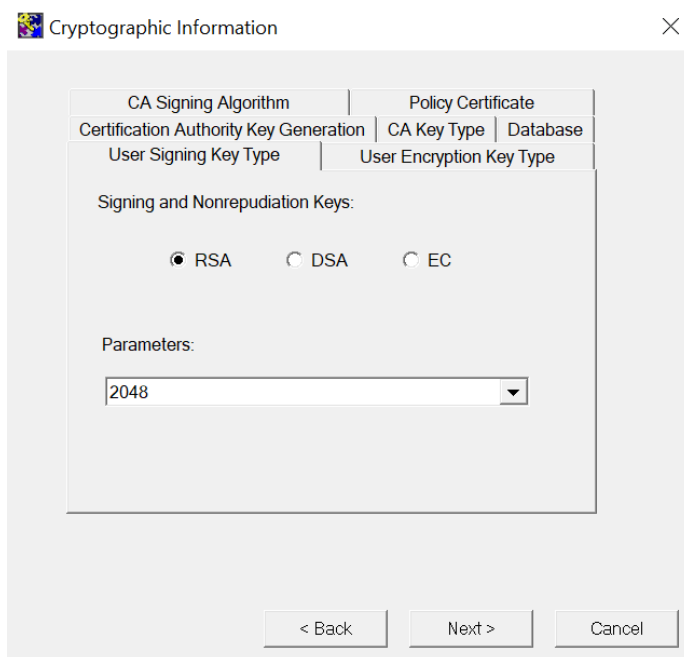 Cryptographic Information
CA Signing Algorithm Policy Certificate
Certification Authority Key Generation CA Key Type Database
User Signing Key Type User Encryption Key Type
Signing and Nonrepudiation Keys:
RSA DSA EC
Parameters:
2048
< Back Next > Cancel